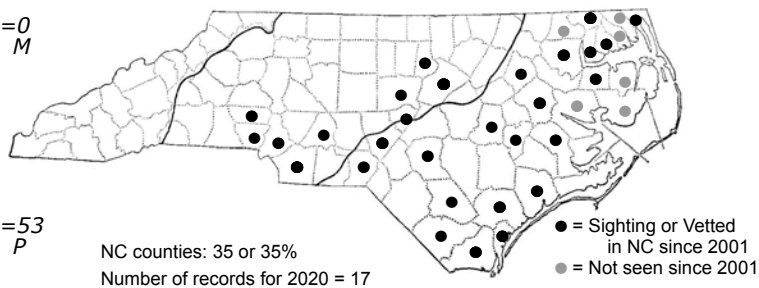 =0
M
=53
P
NC counties: 35 or 35%
Number of records for 2020 = 17
= Sighting or Vetted
in NC since 2001
= Not seen since 2001